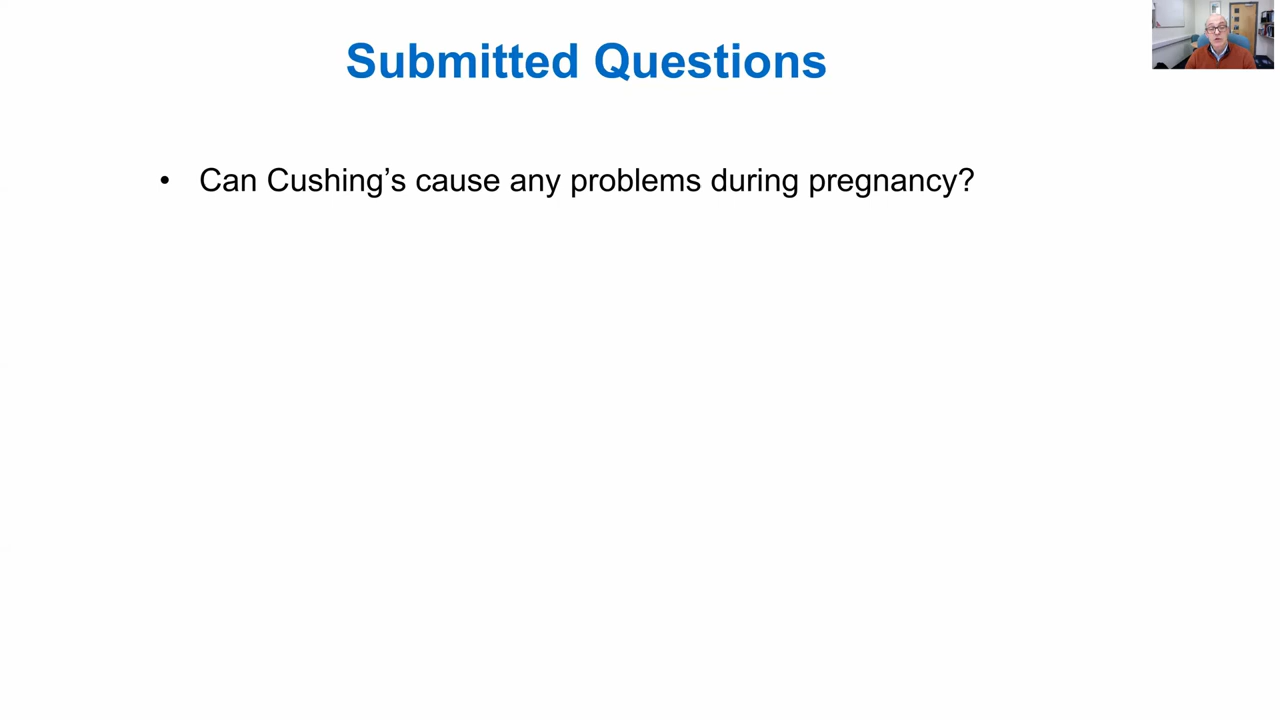 Submitted Questions
• Can Cushing’s cause any problems during pregnancy?